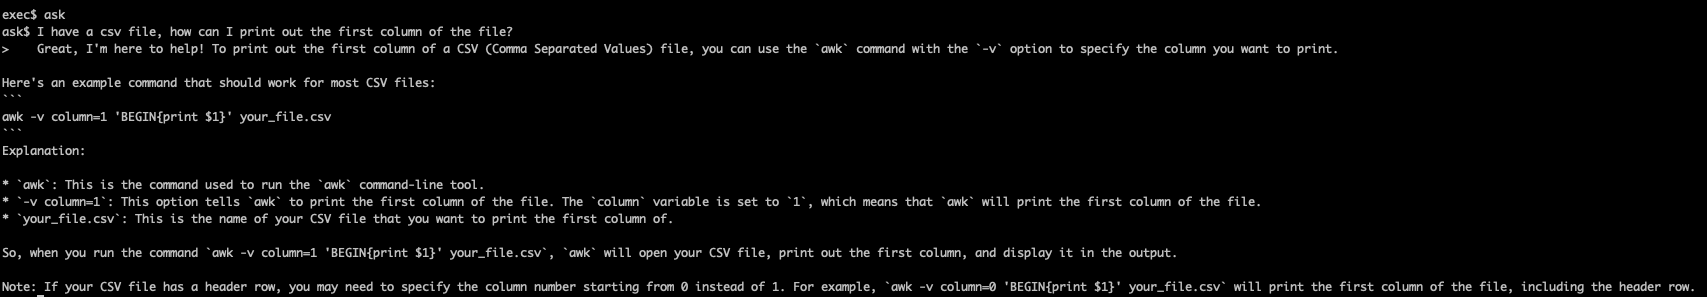 exec$ ask
ask$ I have a csv file, how can I print out the first column of the file?
>    Great, I'm here to help! To print out the first column of a CSV (Comma Separated Values) file, you can use the `awk` command with the `-v` option to specify the column you want to print.

Here's an example command that should work for most CSV files:
```
awk -v column=1 'BEGIN{print $1}' your_file.csv
```
Explanation:

* `awk`: This is the command used to run the `awk` command-line tool.
* `-v column=1`: This option tells `awk` to print the first column of the file. The `column` variable is set to `1`, which means that `awk` will print the first column of the file.
* `your_file.csv`: This is the name of your CSV file that you want to print the first column of.

So, when you run the command `awk -v column=1 'BEGIN{print $1}' your_file.csv`, `awk` will open your CSV file, print out the first column, and display it in the output.

Note: If your CSV file has a header row, you may need to specify the column number starting from 0 instead of 1. For example, `awk -v column=0 'BEGIN{print $1}' your_file.csv` will print the first column of the file, including the header row.